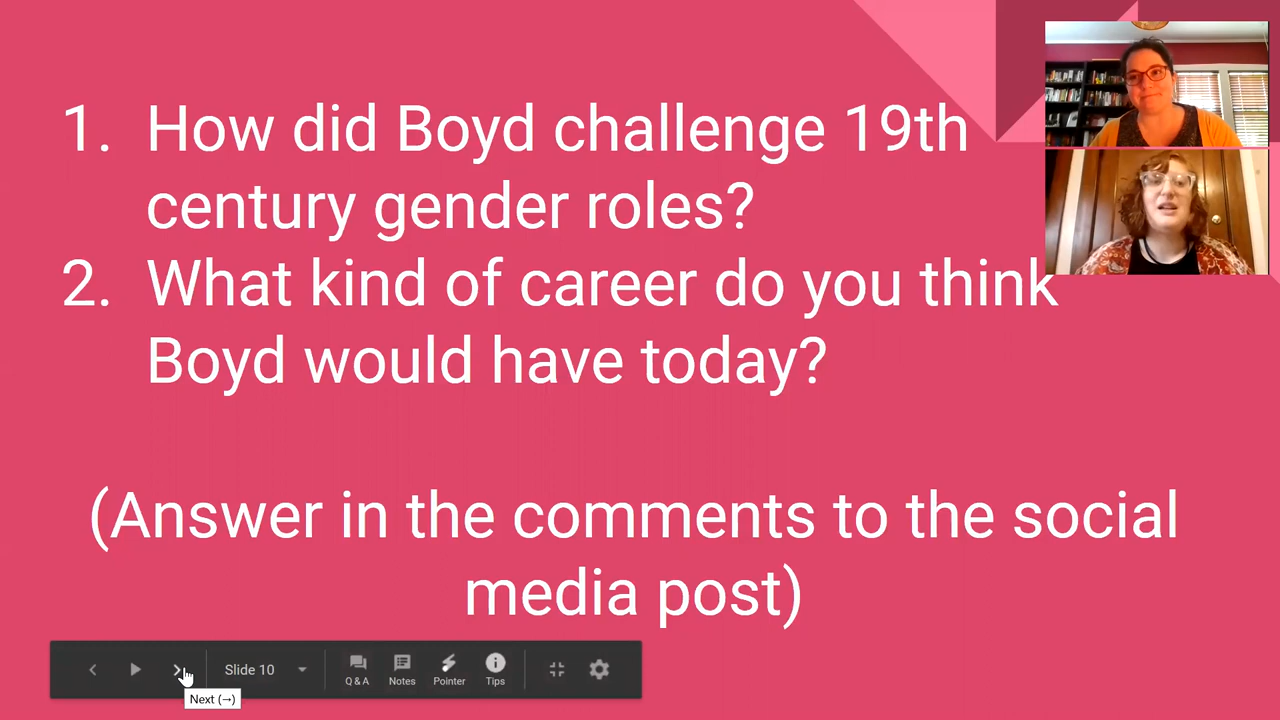 1. How did Boyd challenge 19th
century gender roles?
2. What kind of career do you think
Boyd would have today?
(Answer in the comments to the social
media post)
Slide 10
Q & A
Notes
Pointer
Tips
Next (→)